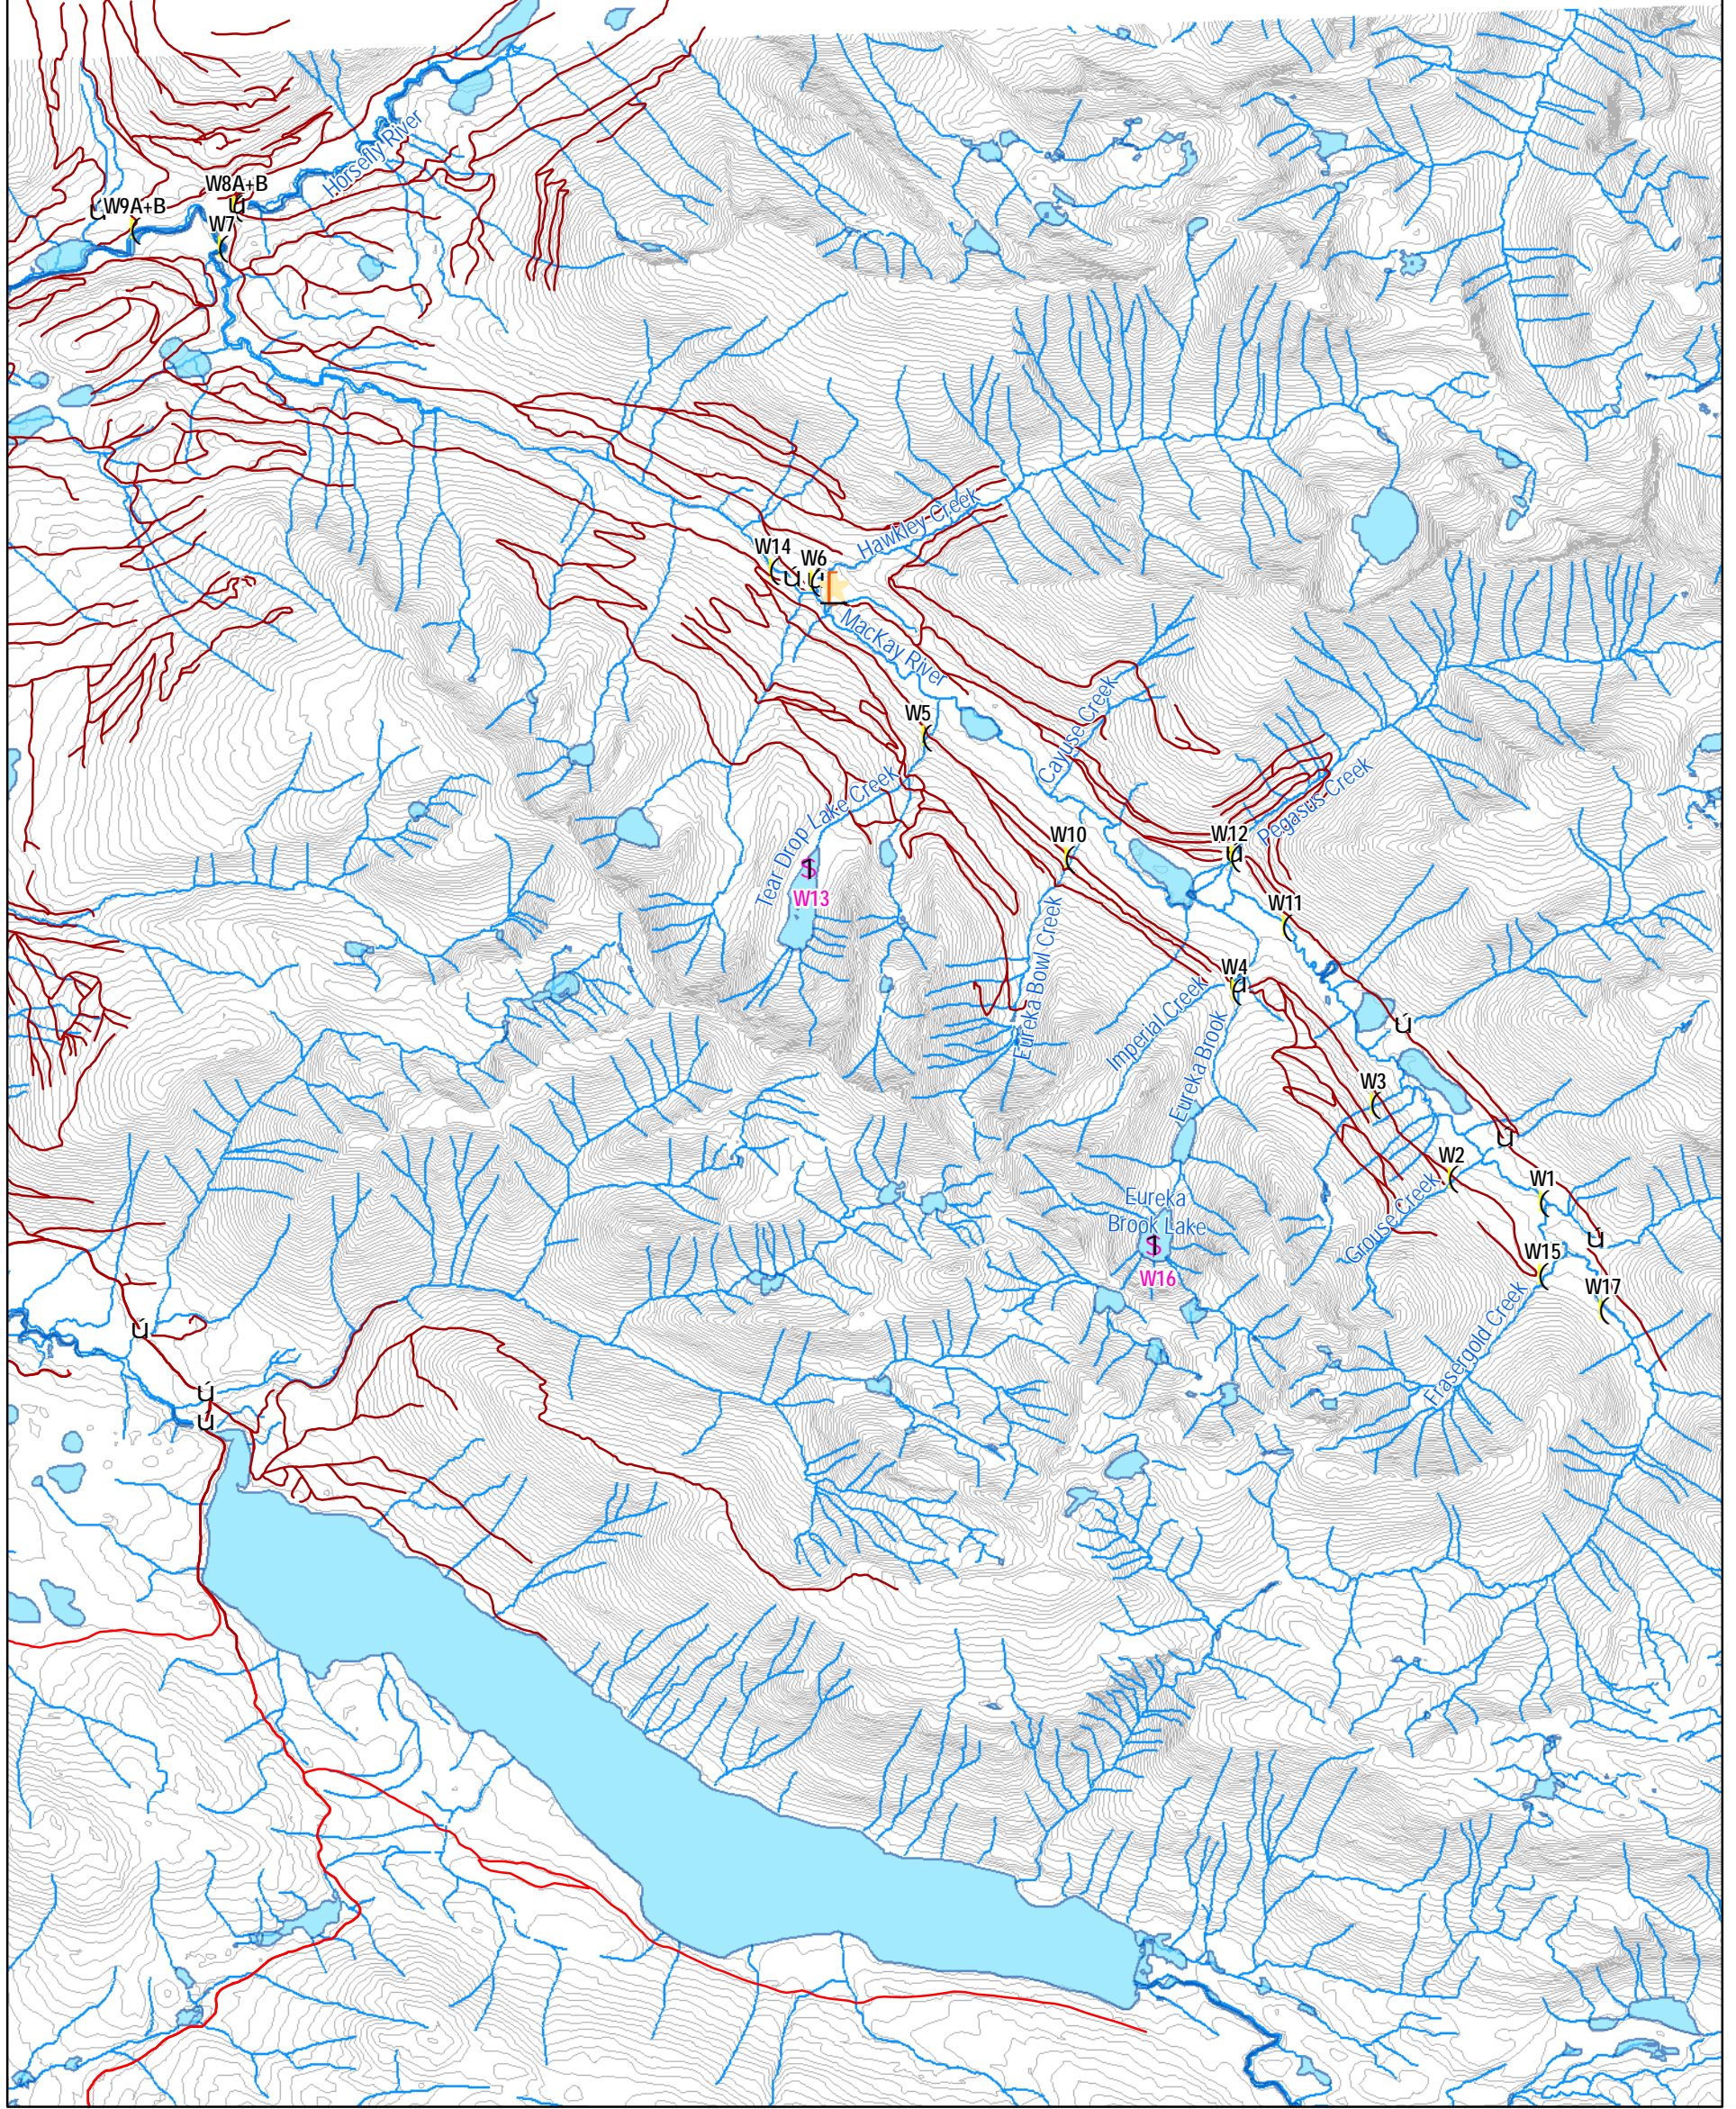 Horsefly River
W8A+B
W9A+B
W7
Hawkley Creek
W14
W6
MacKay River
W5
Cayuse Creek
Pegasus Creek
W12
W10
Tear Drop Lake Creek
W13
W11
Eureka Bowl Creek
W4
Imperial Creek
Eureka Brook
W3
W2
W1
Grouse Creek
Eureka
Brook Lake
W16
W15
W17
Frasergold Creek